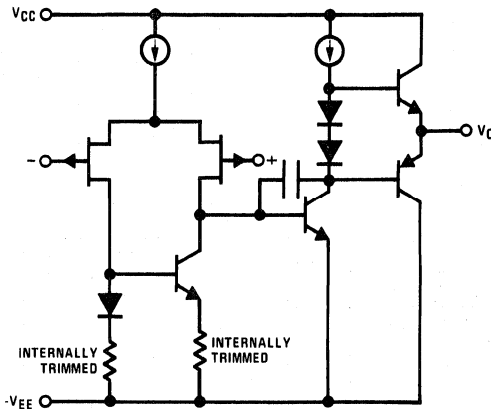 VCC
VO
−
+
INTERNALLY
TRIMMED
INTERNALLY
TRIMMED
-VEE